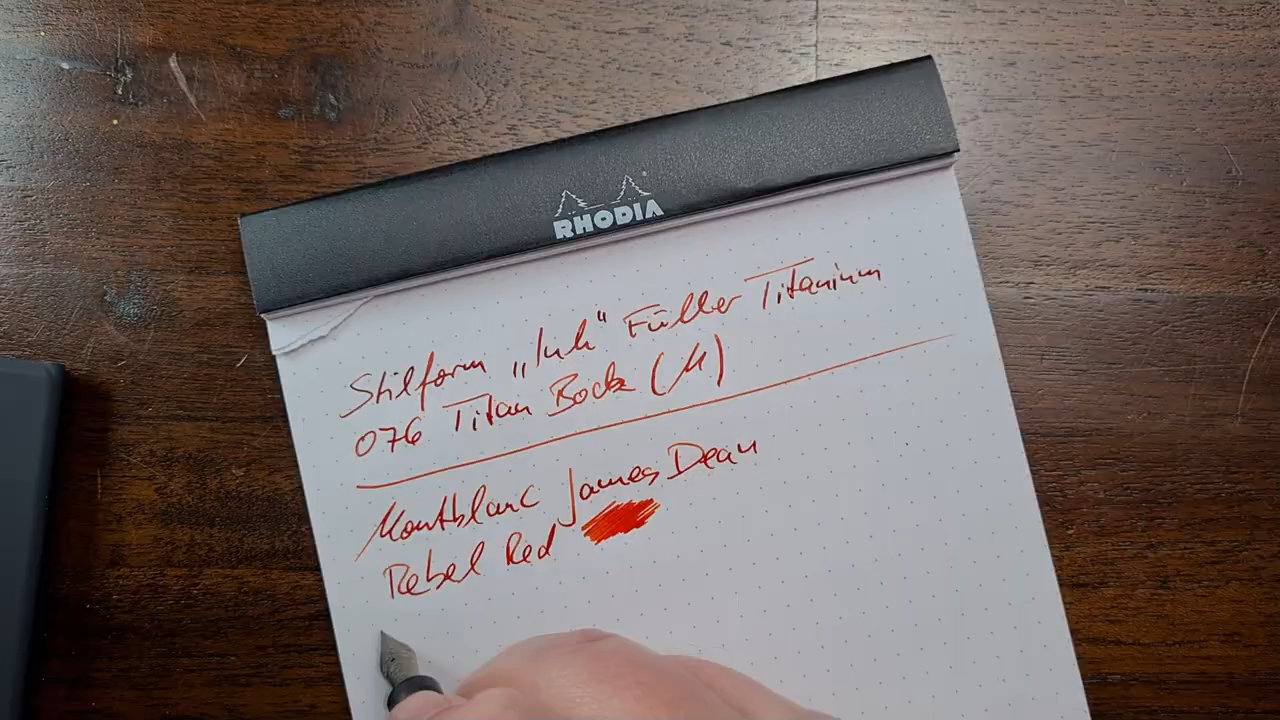 RHODIA
Stilform „Ink“ Füller Titanium
076 Titan Bock (M)
Montblanc James Dean
Rebel Red